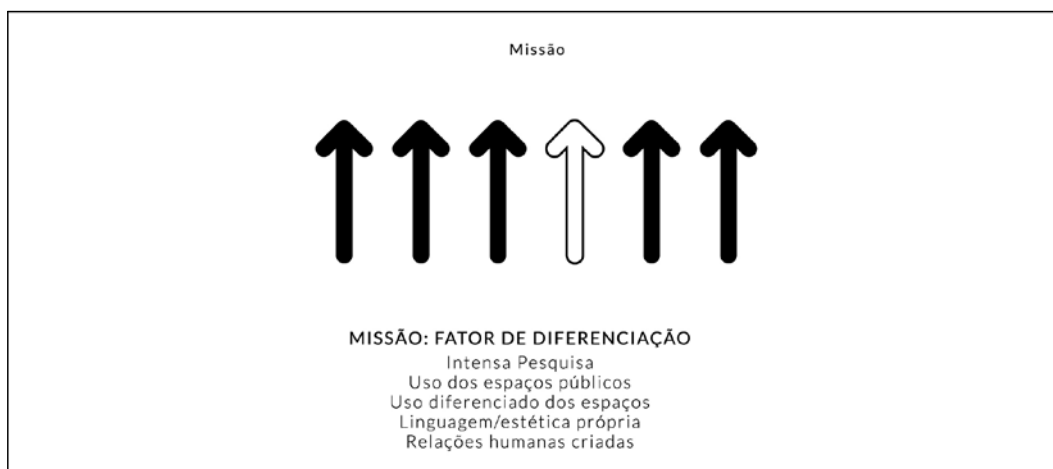 Missão
MISSÃO: FATOR DE DIFERENCIAÇÃO
Intensa Pesquisa
Uso dos espaços públicos
Uso diferenciado dos espaços
Linguagem/estética própria
Relações humanas criadas